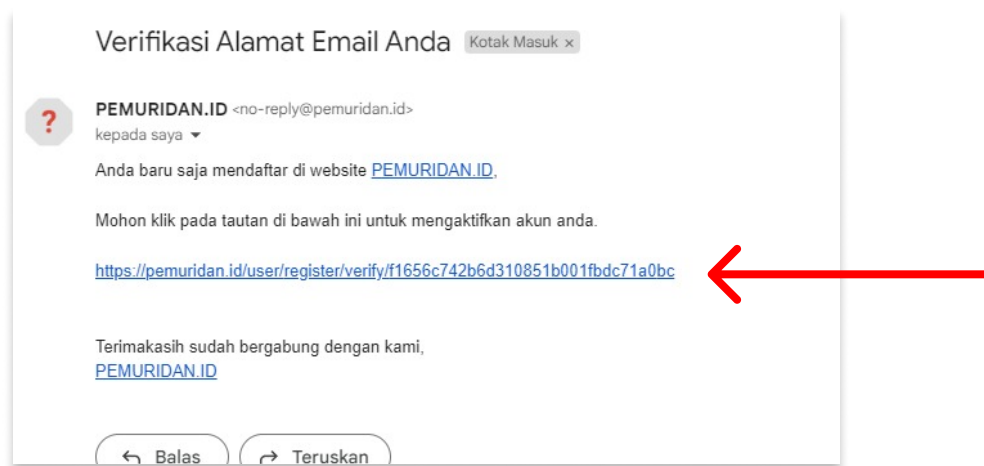 Verifikasi Alamat Email Anda Kotak Masuk ×
?
PEMURIDAN.ID <no-reply@pemuridan.id>
kepada saya
Anda baru saja mendaftar di website PEMURIDAN.ID,
Mohon klik pada tautan di bawah ini untuk mengaktifkan akun anda.
https://pemuridan.id/user/register/verify/f1656c742b6d310851b001fbdc71a0bc
Terimakasih sudah bergabung dengan kami,
PEMURIDAN.ID
Balas Teruskan